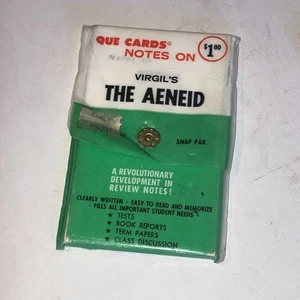 QUE CARDS®
NOTES ON
$1.00
VIRGIL'S
THE AENEID
SNAP PAK
A REVOLUTIONARY
DEVELOPMENT IN
REVIEW NOTES!
CLEARLY WRITTEN - EASY TO READ AND MEMORIZE
- FILLS ALL IMPORTANT STUDENT NEEDS -
★ TESTS
★ BOOK REPORTS
★ TERM PAPERS
★ CLASS DISCUSSION